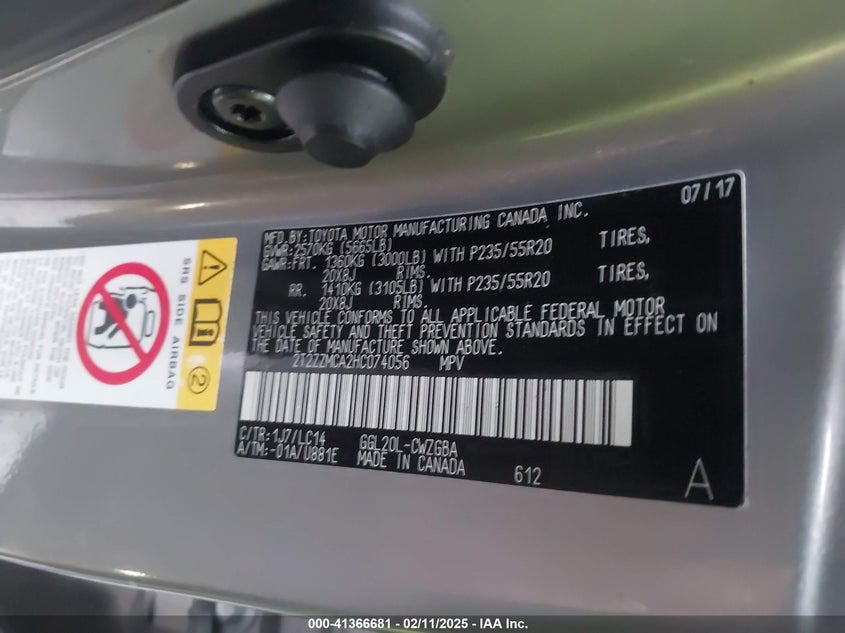 07/17
MFD.BY:TOYOTA MOTOR MANUFACTURING CANADA INC.
GVWR:2570KG (5665LB)
GAWR:FRT. 1360KG (3000LB) WITH P235/55R20 TIRES,
20X8J RIMS.
RR. 1410KG (3105LB) WITH P235/55R20 TIRES,
20X8J RIMS.
THIS VEHICLE CONFORMS TO ALL APPLICABLE FEDERAL MOTOR
VEHICLE SAFETY AND THEFT PREVENTION STANDARDS IN EFFECT ON
THE DATE OF MANUFACTURE SHOWN ABOVE.
2T2ZZMCA2HC074056 MPV
C/TR:1J7/LC14 GGL20L-CWZGBA
A/TM:-01A/U881E MADE IN CANADA
612
A
SRS SIDE AIRBAG
2
000-41366681 - 02/11/2025 - IAA Inc.